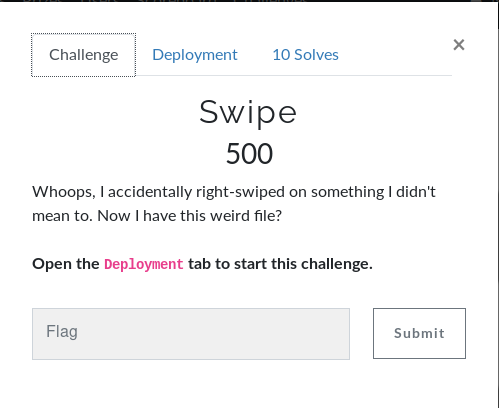 Challenge Deployment 10 Solves ×
Swipe
500
Whoops, I accidentally right-swiped on something I didn't
mean to. Now I have this weird file?
Open the Deployment tab to start this challenge.
Flag Submit